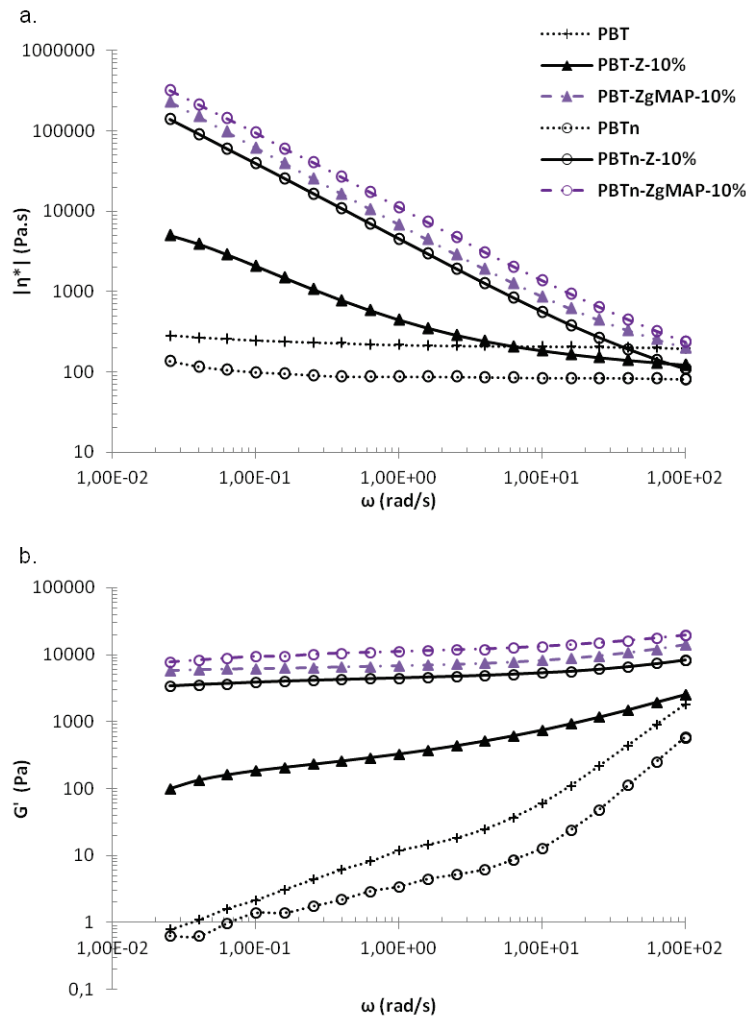 a.
PBT
PBT-Z-10%
PBT-ZgMAP-10%
PBTn
PBTn-Z-10%
PBTn-ZgMAP-10%
|η*| (Pa.s)
1000000
100000
10000
1000
100
10
1,00E-02 1,00E-01 1,00E+00 1,00E+01 1,00E+02
ω (rad/s)
b.
G' (Pa)
100000
10000
1000
100
10
1
1,00E-02 1,00E-01 1,00E+00 1,00E+01 1,00E+02
0,1
ω (rad/s)